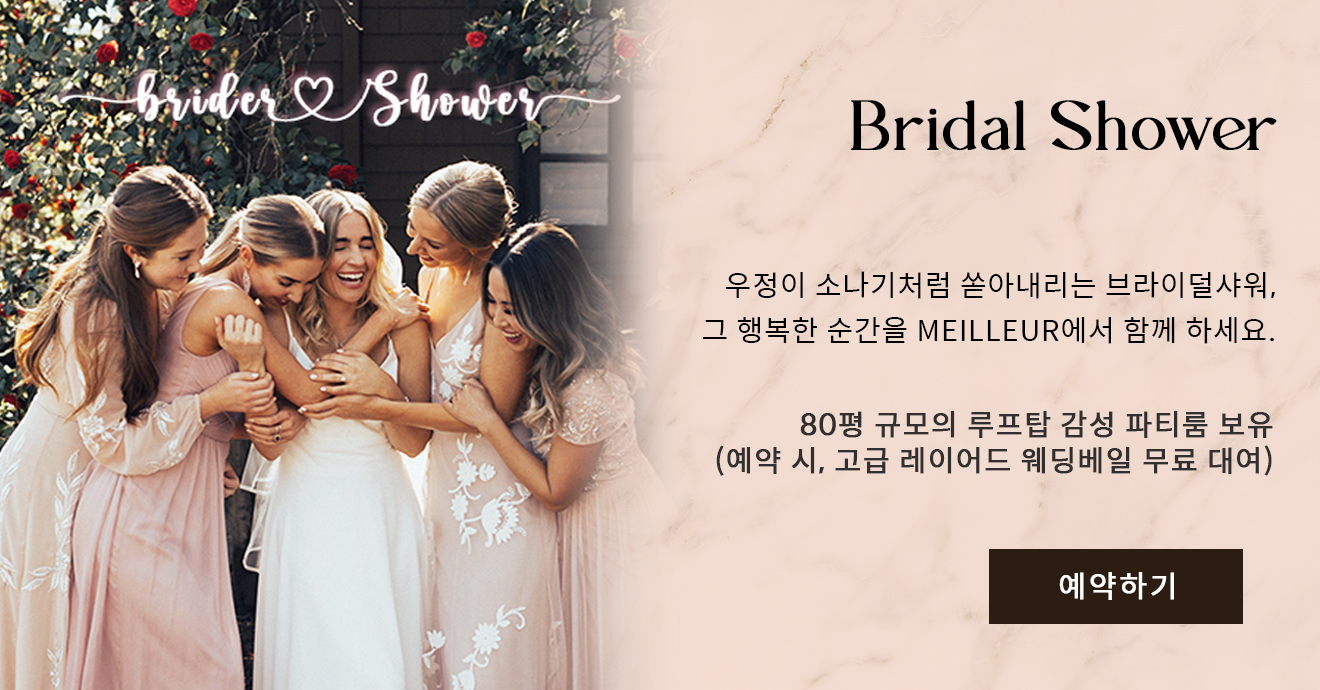 brider Shower
Bridal Shower
우정이 소나기처럼 쏟아내리는 브라이덜샤워,
그 행복한 순간을 MEILLEUR에서 함께 하세요.
80평 규모의 루프탑 감성 파티룸 보유
(예약 시, 고급 레이어드 웨딩베일 무료 대여)
예약하기